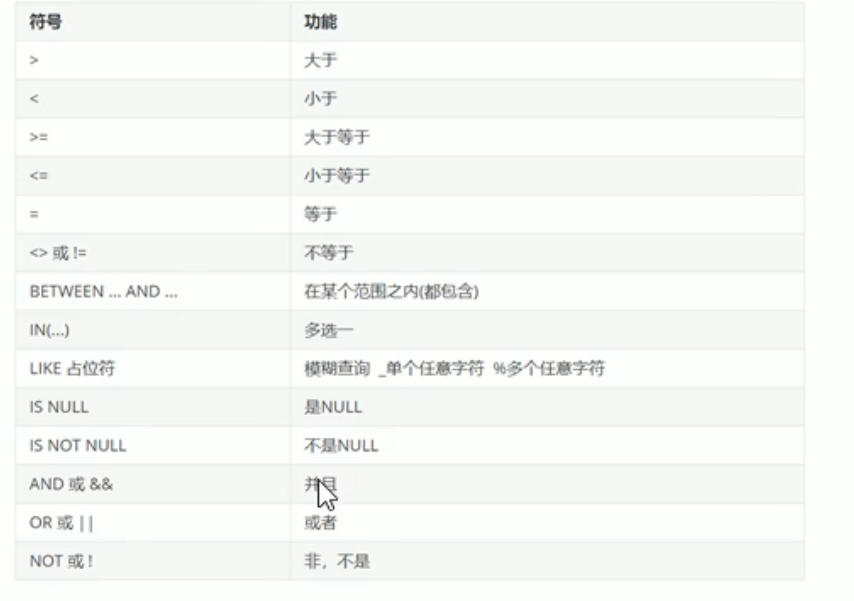 符号 功能
> 大于
< 小于
>= 大于等于
<= 小于等于
= 等于
<> 或 != 不等于
BETWEEN ... AND ... 在某个范围之内(都包含)
IN(...) 多选一
LIKE 占位符 模糊查询 _单个任意字符 %多个任意字符
IS NULL 是NULL
IS NOT NULL 不是NULL
AND 或 && 并且
OR 或 || 或者
NOT 或 ! 非，不是